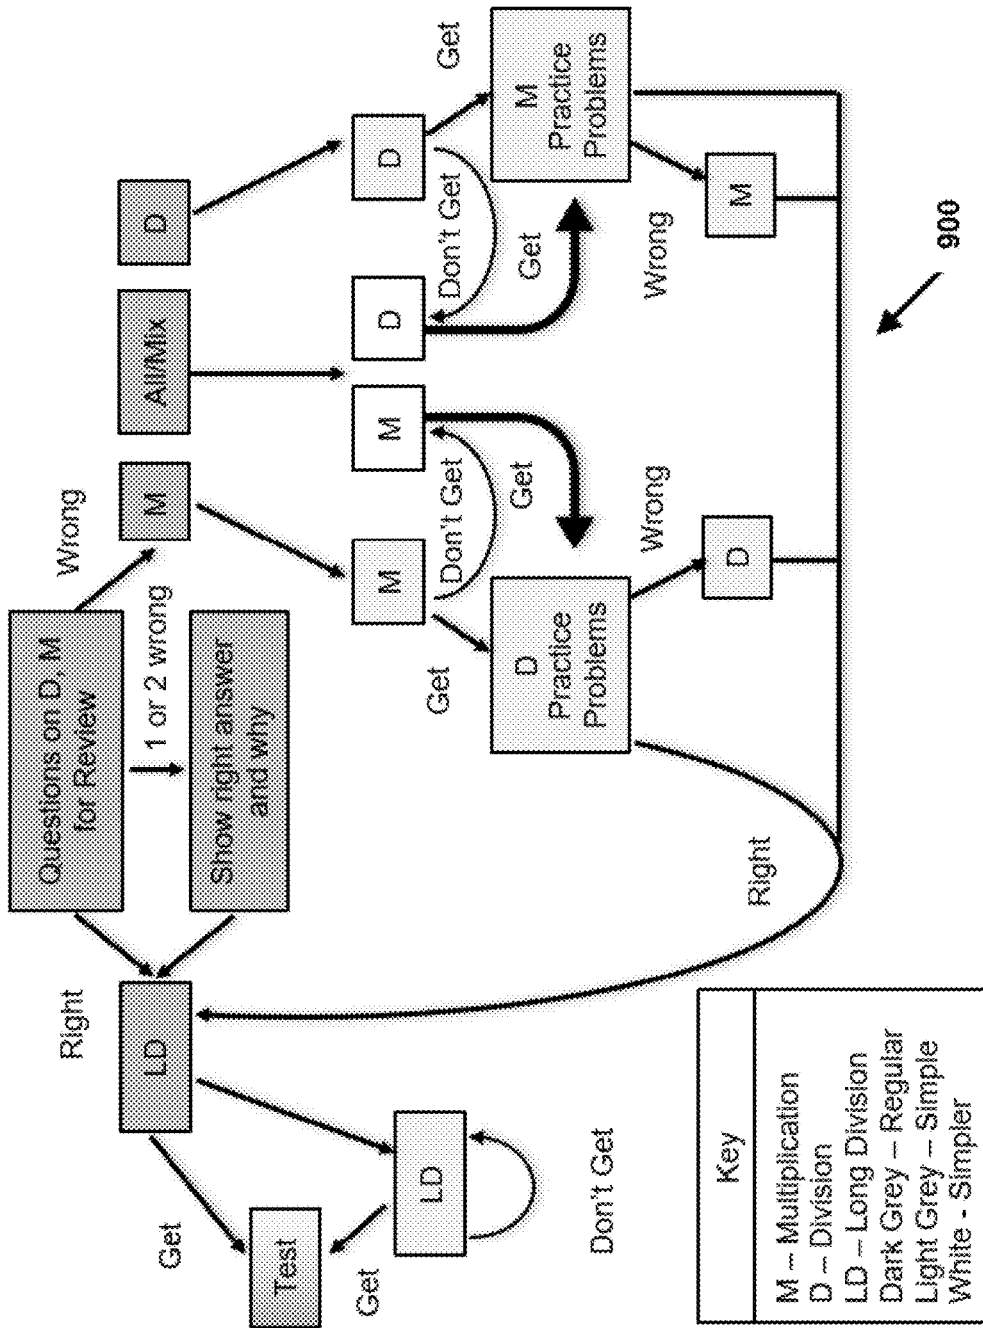 Questions on D, M
for Review
Right
Wrong
1 or 2 wrong
Show right answer
and why
LD
M
All/Mix
D
Get
Test
Get
LD
Don't Get
M
M
D
D
Get
Don't Get
Get
Don't Get
Get
Get
D
Practice
Problems
M
Practice
Problems
Right
Wrong
D
Wrong
M
900
Key
M – Multiplication
D – Division
LD – Long Division
Dark Grey – Regular
Light Grey – Simple
White - Simpler